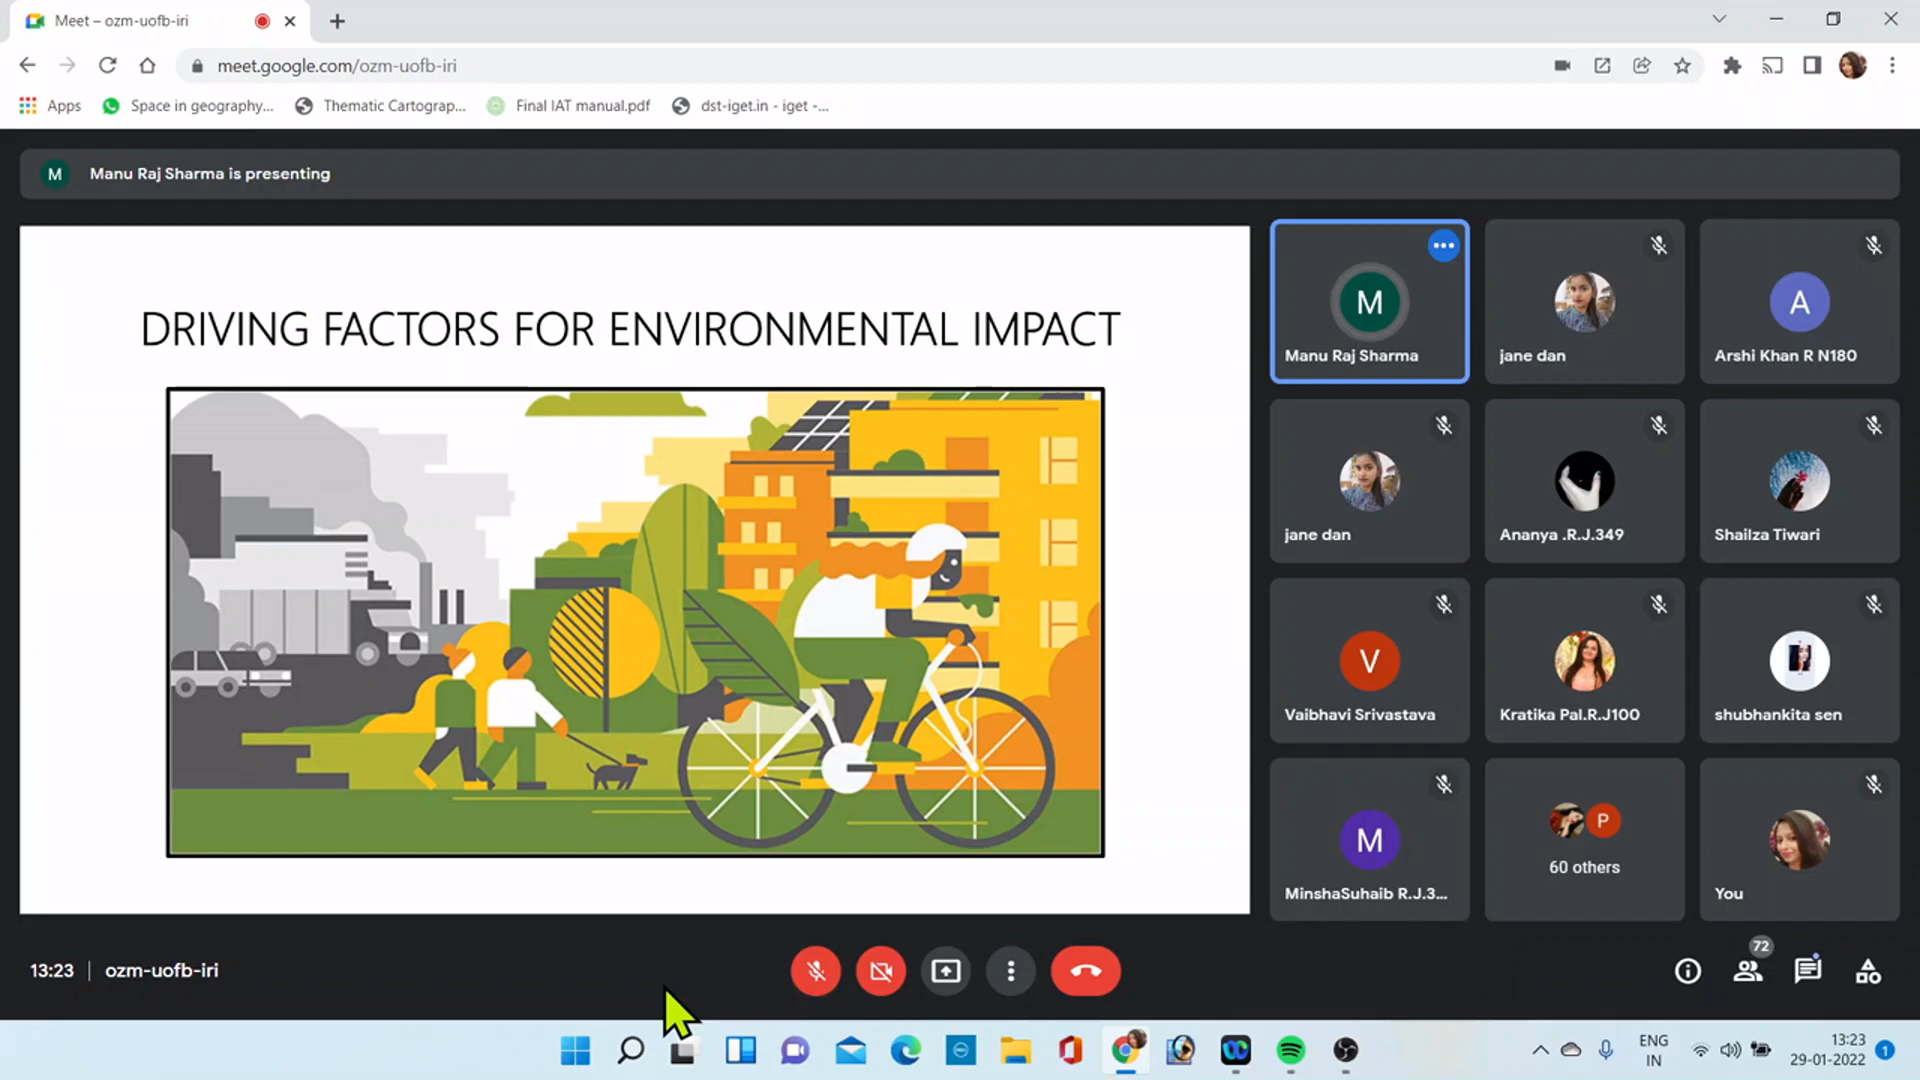 Meet – ozm-uofb-iri
meet.google.com/ozm-uofb-iri
Apps
Space in geography...
Thematic Cartograp...
Final IAT manual.pdf
dst-iget.in - iget -...
M
Manu Raj Sharma is presenting
DRIVING FACTORS FOR ENVIRONMENTAL IMPACT
M
Manu Raj Sharma
jane dan
A
Arshi Khan R N180
jane dan
Ananya .R.J.349
Shailza Tiwari
V
Vaibhavi Srivastava
Kratika Pal.R.J100
shubhankita sen
M
MinshaSuhaib R.J.3...
P
60 others
You
13:23 | ozm-uofb-iri
72
ENG
IN
13:23
29-01-2022
1